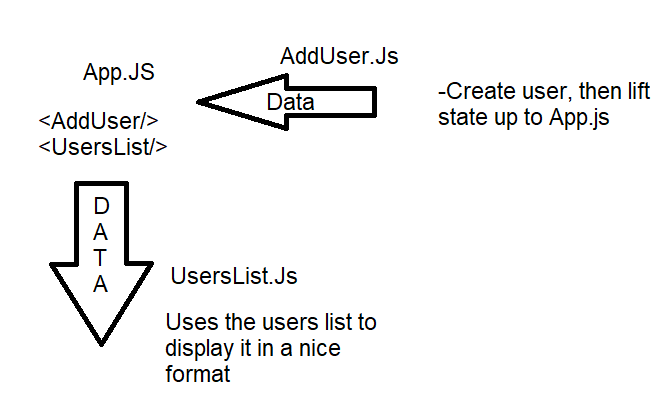 AddUser.Js
App.JS
Data
-Create user, then lift
state up to App.js
<AddUser/>
<UsersList/>
D
A
T
A
UsersList.Js
Uses the users list to
display it in a nice
format